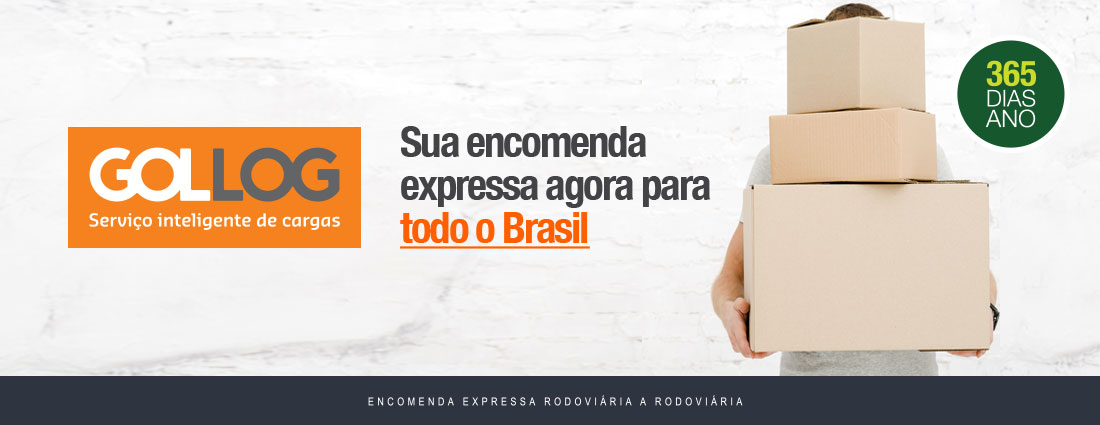 GOLLOG
Serviço inteligente de cargas
Sua encomenda
expressa agora para
todo o Brasil
365
DIAS
ANO
ENCOMENDA EXPRESSA RODOVIÁRIA A RODOVIÁRIA